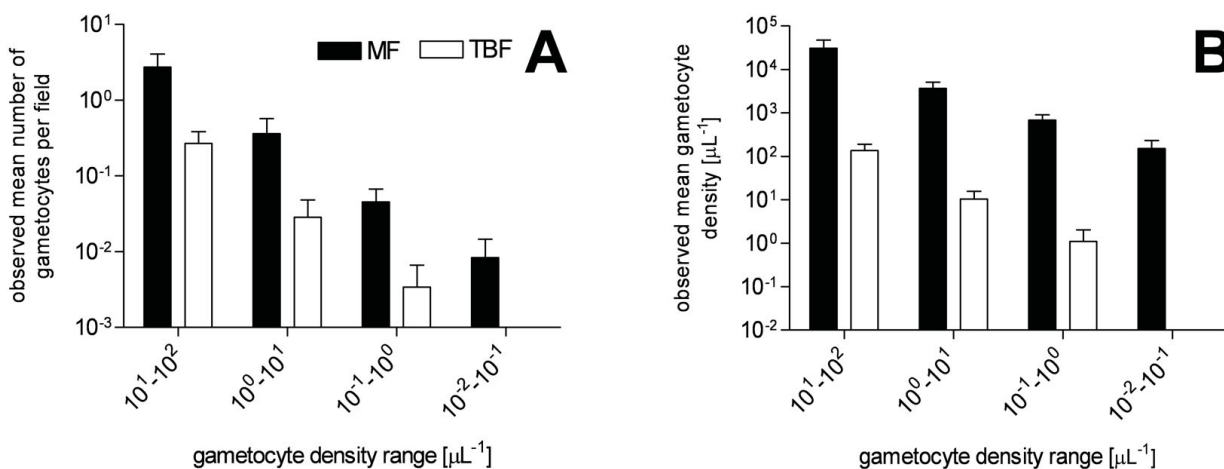 observed mean number of
gametocytes per field
10¹
10⁰
10⁻¹
10⁻²
10⁻³
MF TBF
A
10¹-10²
10⁰-10¹
10⁻¹-10⁰
10⁻²-10⁻¹
gametocyte density range [µL⁻¹]
observed mean gametocyte
density [µL⁻¹]
10⁵
10⁴
10³
10²
10¹
10⁰
10⁻¹
10⁻²
B
10¹-10²
10⁰-10¹
10⁻¹-10⁰
10⁻²-10⁻¹
gametocyte density range [µL⁻¹]